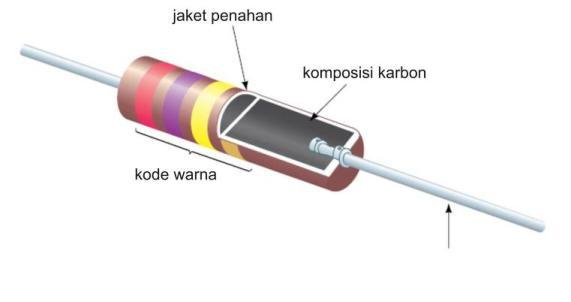 jaket penahan
komposisi karbon
kode warna